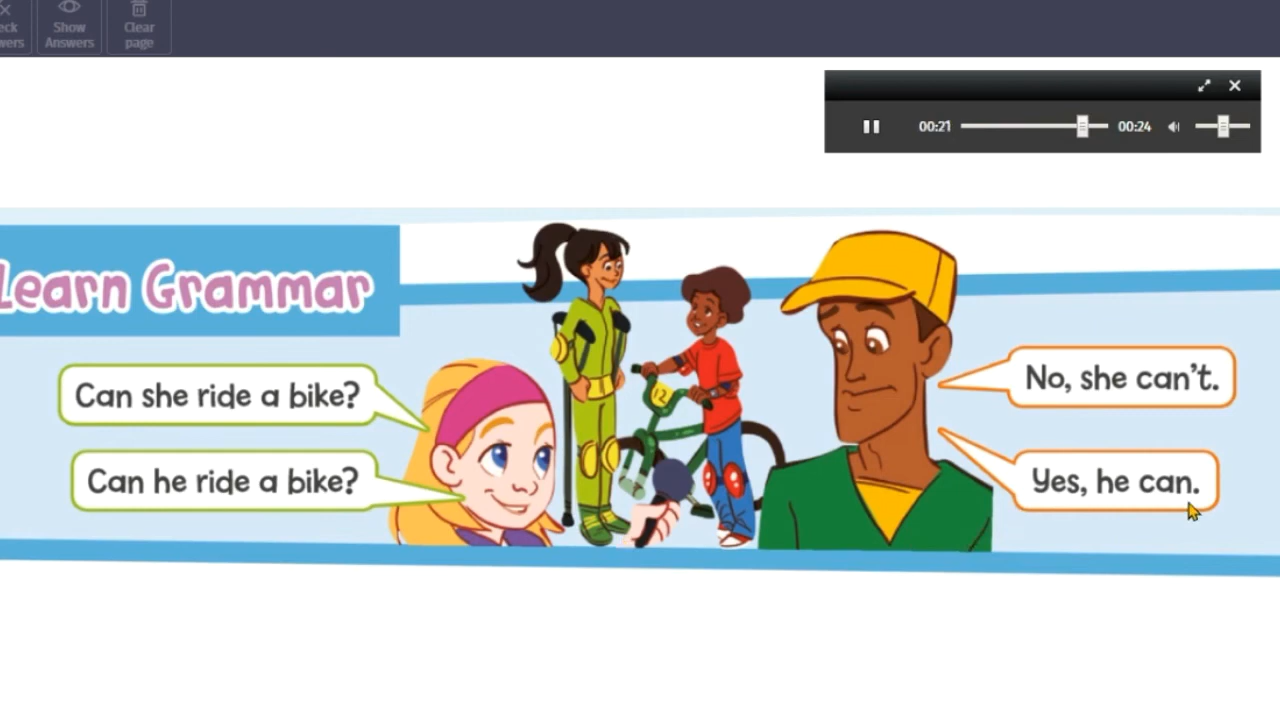 Show
Answers
Clear
page
00:21
00:24
Learn Grammar
Can she ride a bike?
No, she can't.
Can he ride a bike?
Yes, he can.
12